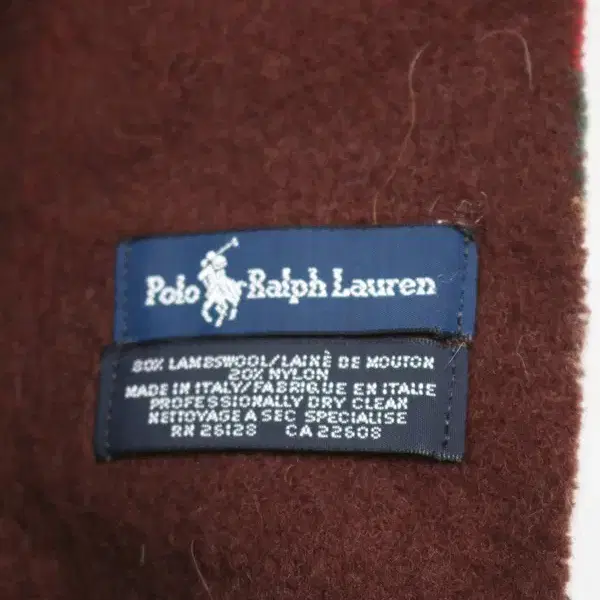 Polo Ralph Lauren
80% LAMBSWOOL/LAINÈ DE MOUTON
20% NYLON
MADE IN ITALY/FABRIQUE EN ITALIE
PROFESSIONALLY DRY CLEAN
NETTOYAGE A SEC SPECIALISE
RN 26128 CA 22608